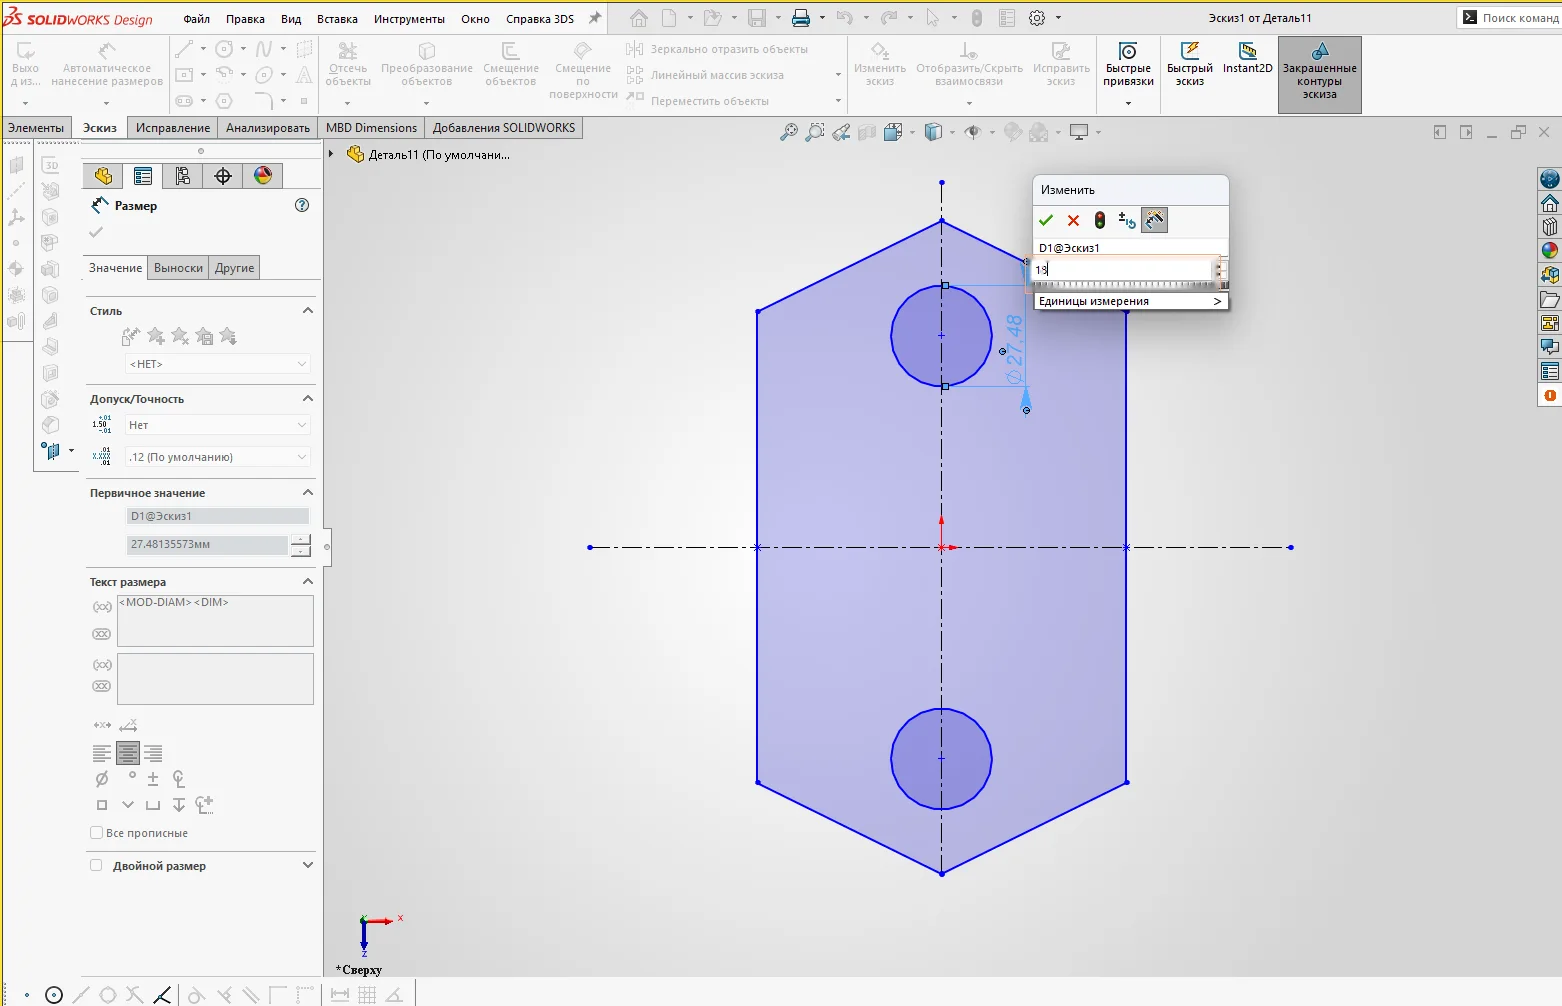 SOLIDWORKS Design
Файл Правка Вид Вставка Инструменты Окно Справка 3DS
Эскиз1 от Деталь11
Поиск команд
Выхо
д из...
Автоматическое
нанесение размеров
Отсечь
объекты
Преобразование
объектов
Смещение
объектов
Смещение
по
поверхности
Зеркально отразить объекты
Линейный массив эскиза
Переместить объекты
Изменить
эскиз
Отобразить/Скрыть
взаимосвязи
Исправить
эскиз
Быстрые
привязки
Быстрый
эскиз
Instant2D
Закрашенные
контуры
эскиза
Элементы Эскиз Исправление Анализировать MBD Dimensions Добавления SOLIDWORKS
Деталь11 (По умолчани...
Размер
Значение Выноски Другие
Стиль
<НЕТ>
Допуск/Точность
Нет
.12 (По умолчанию)
Первичное значение
D1@Эскиз1
27.48135573мм
Текст размера
<MOD-DIAM><DIM>
Все прописные
Двойной размер
Изменить
D1@Эскиз1
Единицы измерения >
∅ 27,48
x
z
*Сверху